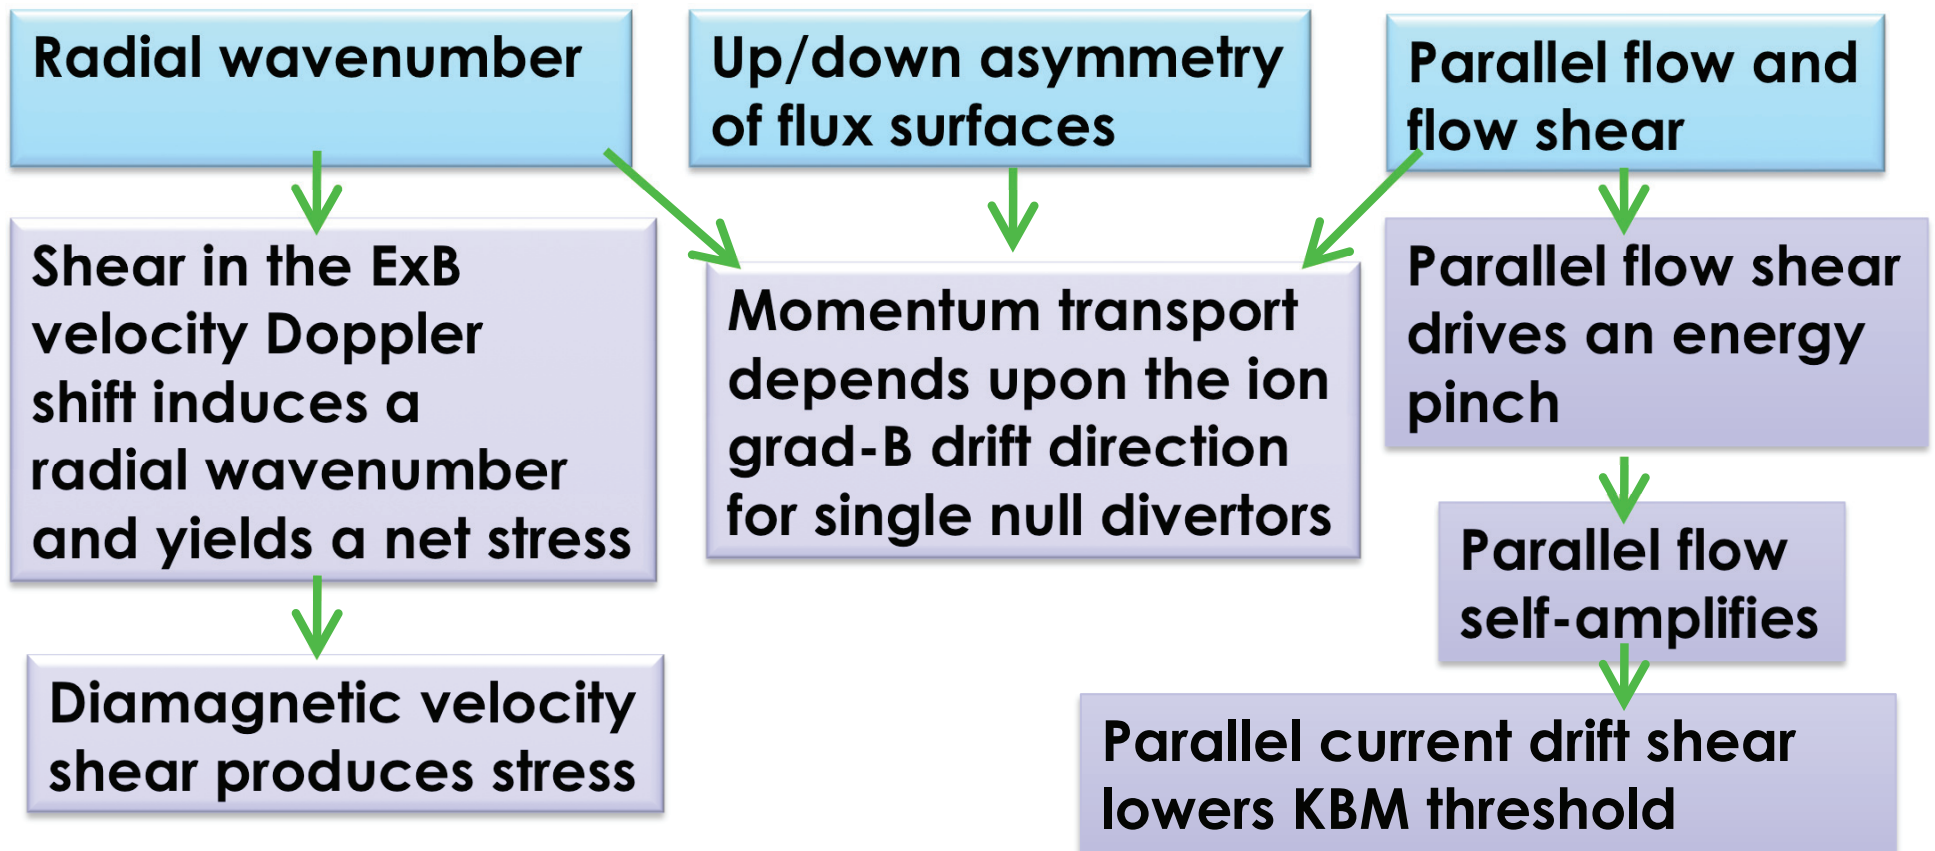 Radial wavenumber
Up/down asymmetry
of flux surfaces
Parallel flow and
flow shear
Shear in the ExB
velocity Doppler
shift induces a
radial wavenumber
and yields a net stress
Momentum transport
depends upon the ion
grad-B drift direction
for single null divertors
Parallel flow shear
drives an energy
pinch
Parallel flow
self-amplifies
Diamagnetic velocity
shear produces stress
Parallel current drift shear
lowers KBM threshold